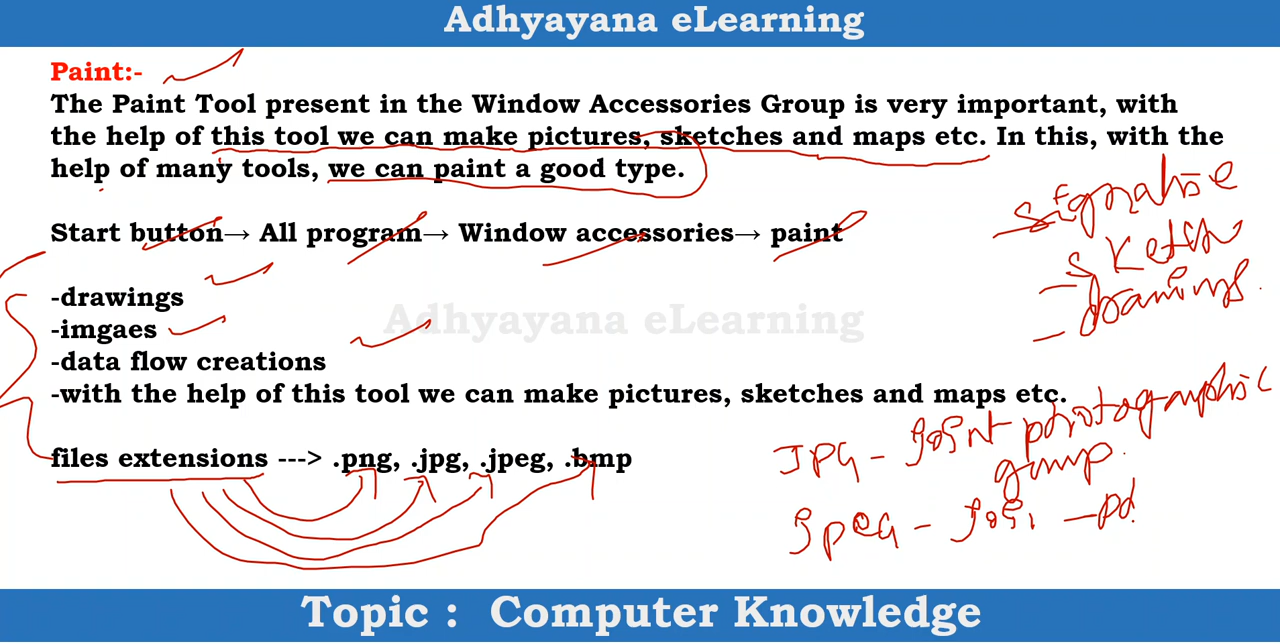 Adhyayana eLearning
Paint:-
The Paint Tool present in the Window Accessories Group is very important, with
the help of this tool we can make pictures, sketches and maps etc. In this, with the
help of many tools, we can paint a good type.
Start button→ All program→ Window accessories→ paint
-drawings
-imgaes
-data flow creations
-with the help of this tool we can make pictures, sketches and maps etc.
files extensions ---> .png, .jpg, .jpeg, .bmp
Adhyayana eLearning
- sketch
- drawings
JPG - joint photographic
group
JPEG -
Topic : Computer Knowledge